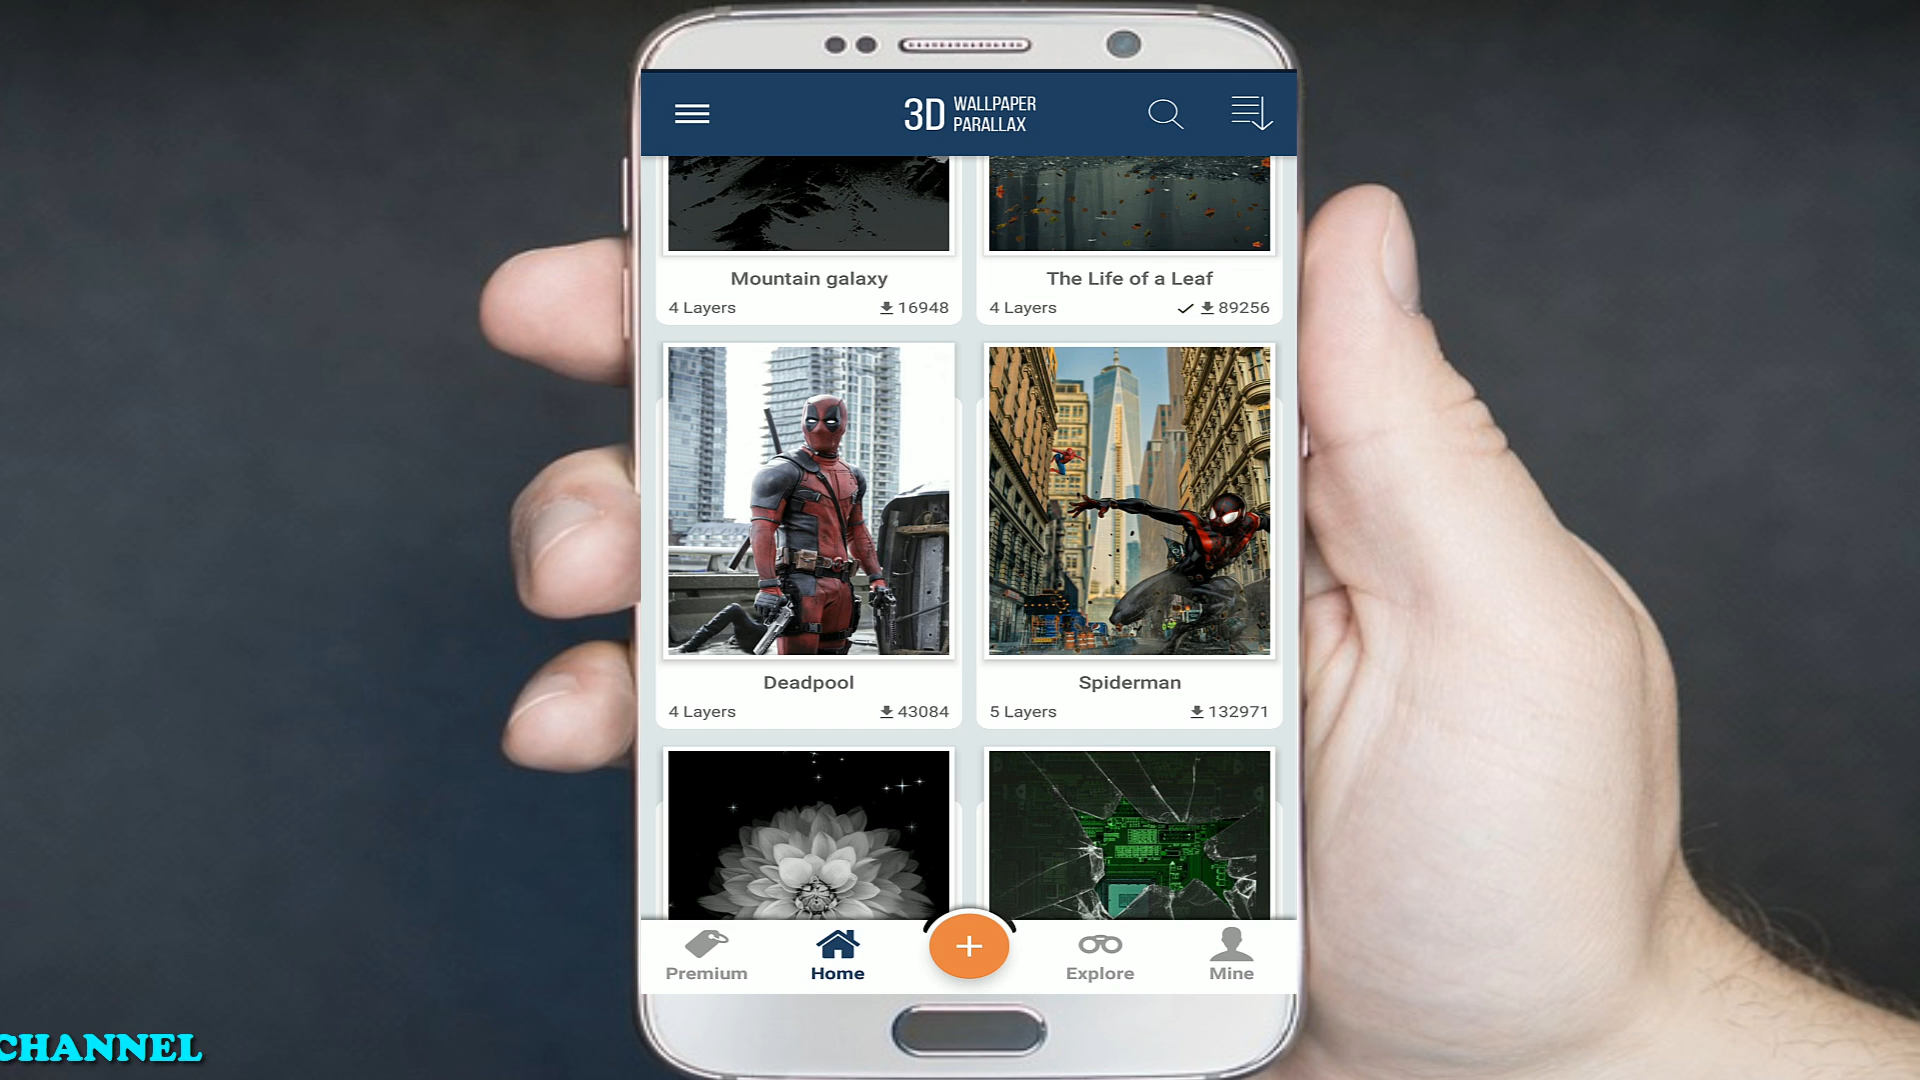 3D WALLPAPER
PARALLAX
Mountain galaxy
4 Layers 16948
The Life of a Leaf
4 Layers 89256
Deadpool
4 Layers 43084
Spiderman
5 Layers 132971
Premium
Home
+
Explore
Mine
CHANNEL